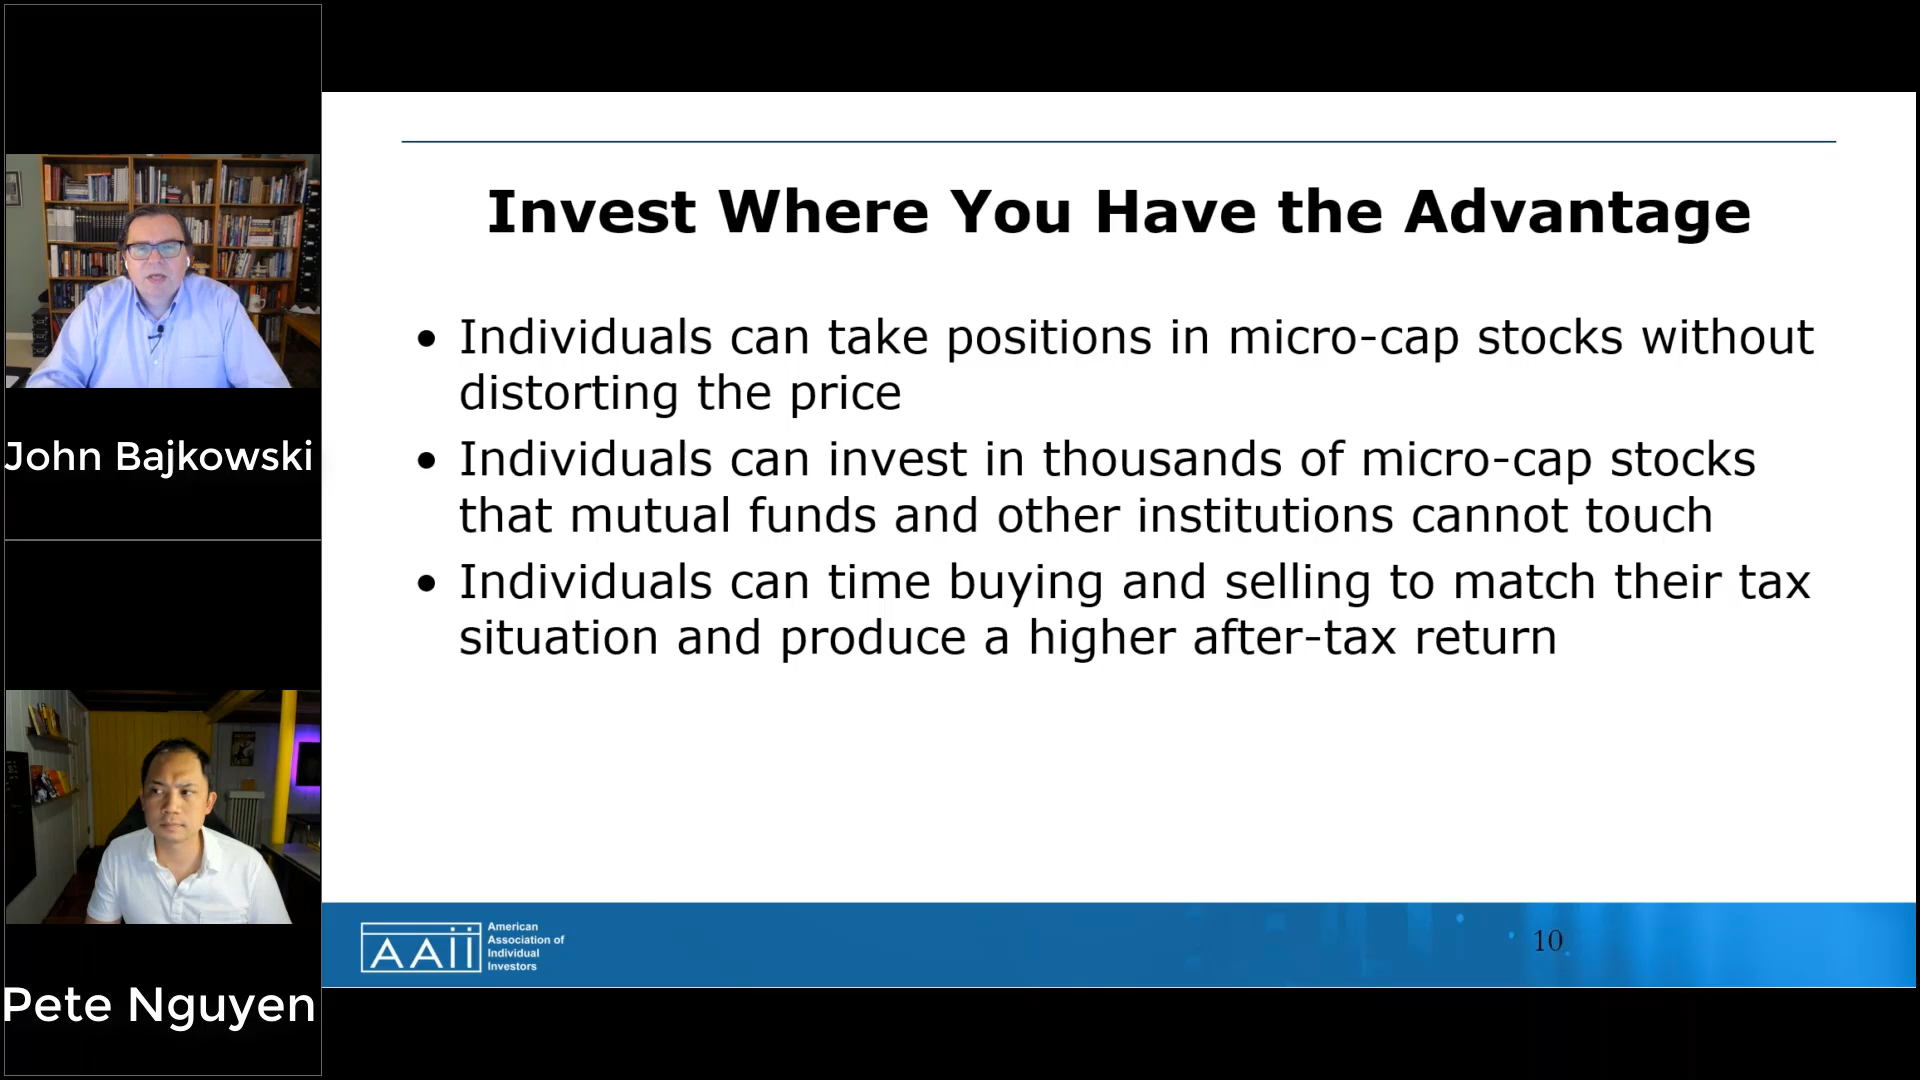 John Bajkowski
Pete Nguyen
Invest Where You Have the Advantage
• Individuals can take positions in micro-cap stocks without
distorting the price
• Individuals can invest in thousands of micro-cap stocks
that mutual funds and other institutions cannot touch
• Individuals can time buying and selling to match their tax
situation and produce a higher after-tax return
AAII
American
Association of
Individual
Investors
10